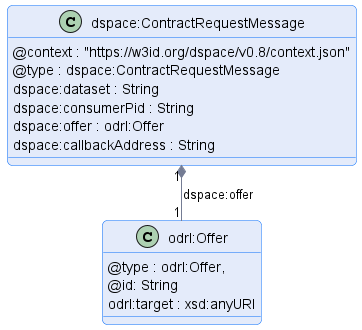 C dspace:ContractRequestMessage
@context : "https://w3id.org/dspace/v0.8/context.json"
@type : dspace:ContractRequestMessage
dspace:dataset : String
dspace:consumerPid : String
dspace:offer : odrl:Offer
dspace:callbackAddress : String
1
dspace:offer
1
C odrl:Offer
@type : odrl:Offer,
@id: String
odrl:target : xsd:anyURI